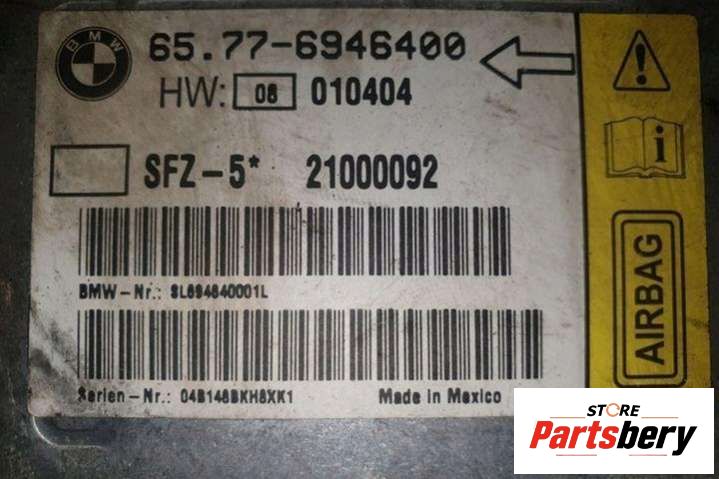 BMW
65.77-6946400
HW: 08 010404
SFZ-5* 21000092
BMW-Nr.: SL694640001L
Serien-Nr.: 04B148BKH8XK1
Made in Mexico
AIRBAG
STORE
Partsbery